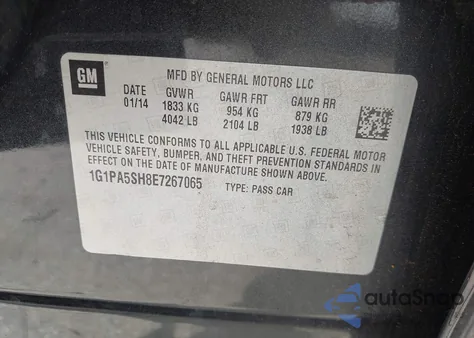 GM
MFD BY GENERAL MOTORS LLC
DATE GVWR GAWR FRT GAWR RR
01/14 1833 KG 954 KG 879 KG
4042 LB 2104 LB 1938 LB
THIS VEHICLE CONFORMS TO ALL APPLICABLE U.S. FEDERAL MOTOR
VEHICLE SAFETY, BUMPER, AND THEFT PREVENTION STANDARDS IN
EFFECT ON THE DATE OF MANUFACTURE SHOWN ABOVE.
1G1PA5SH8E7267065 TYPE: PASS CAR
autoSnap